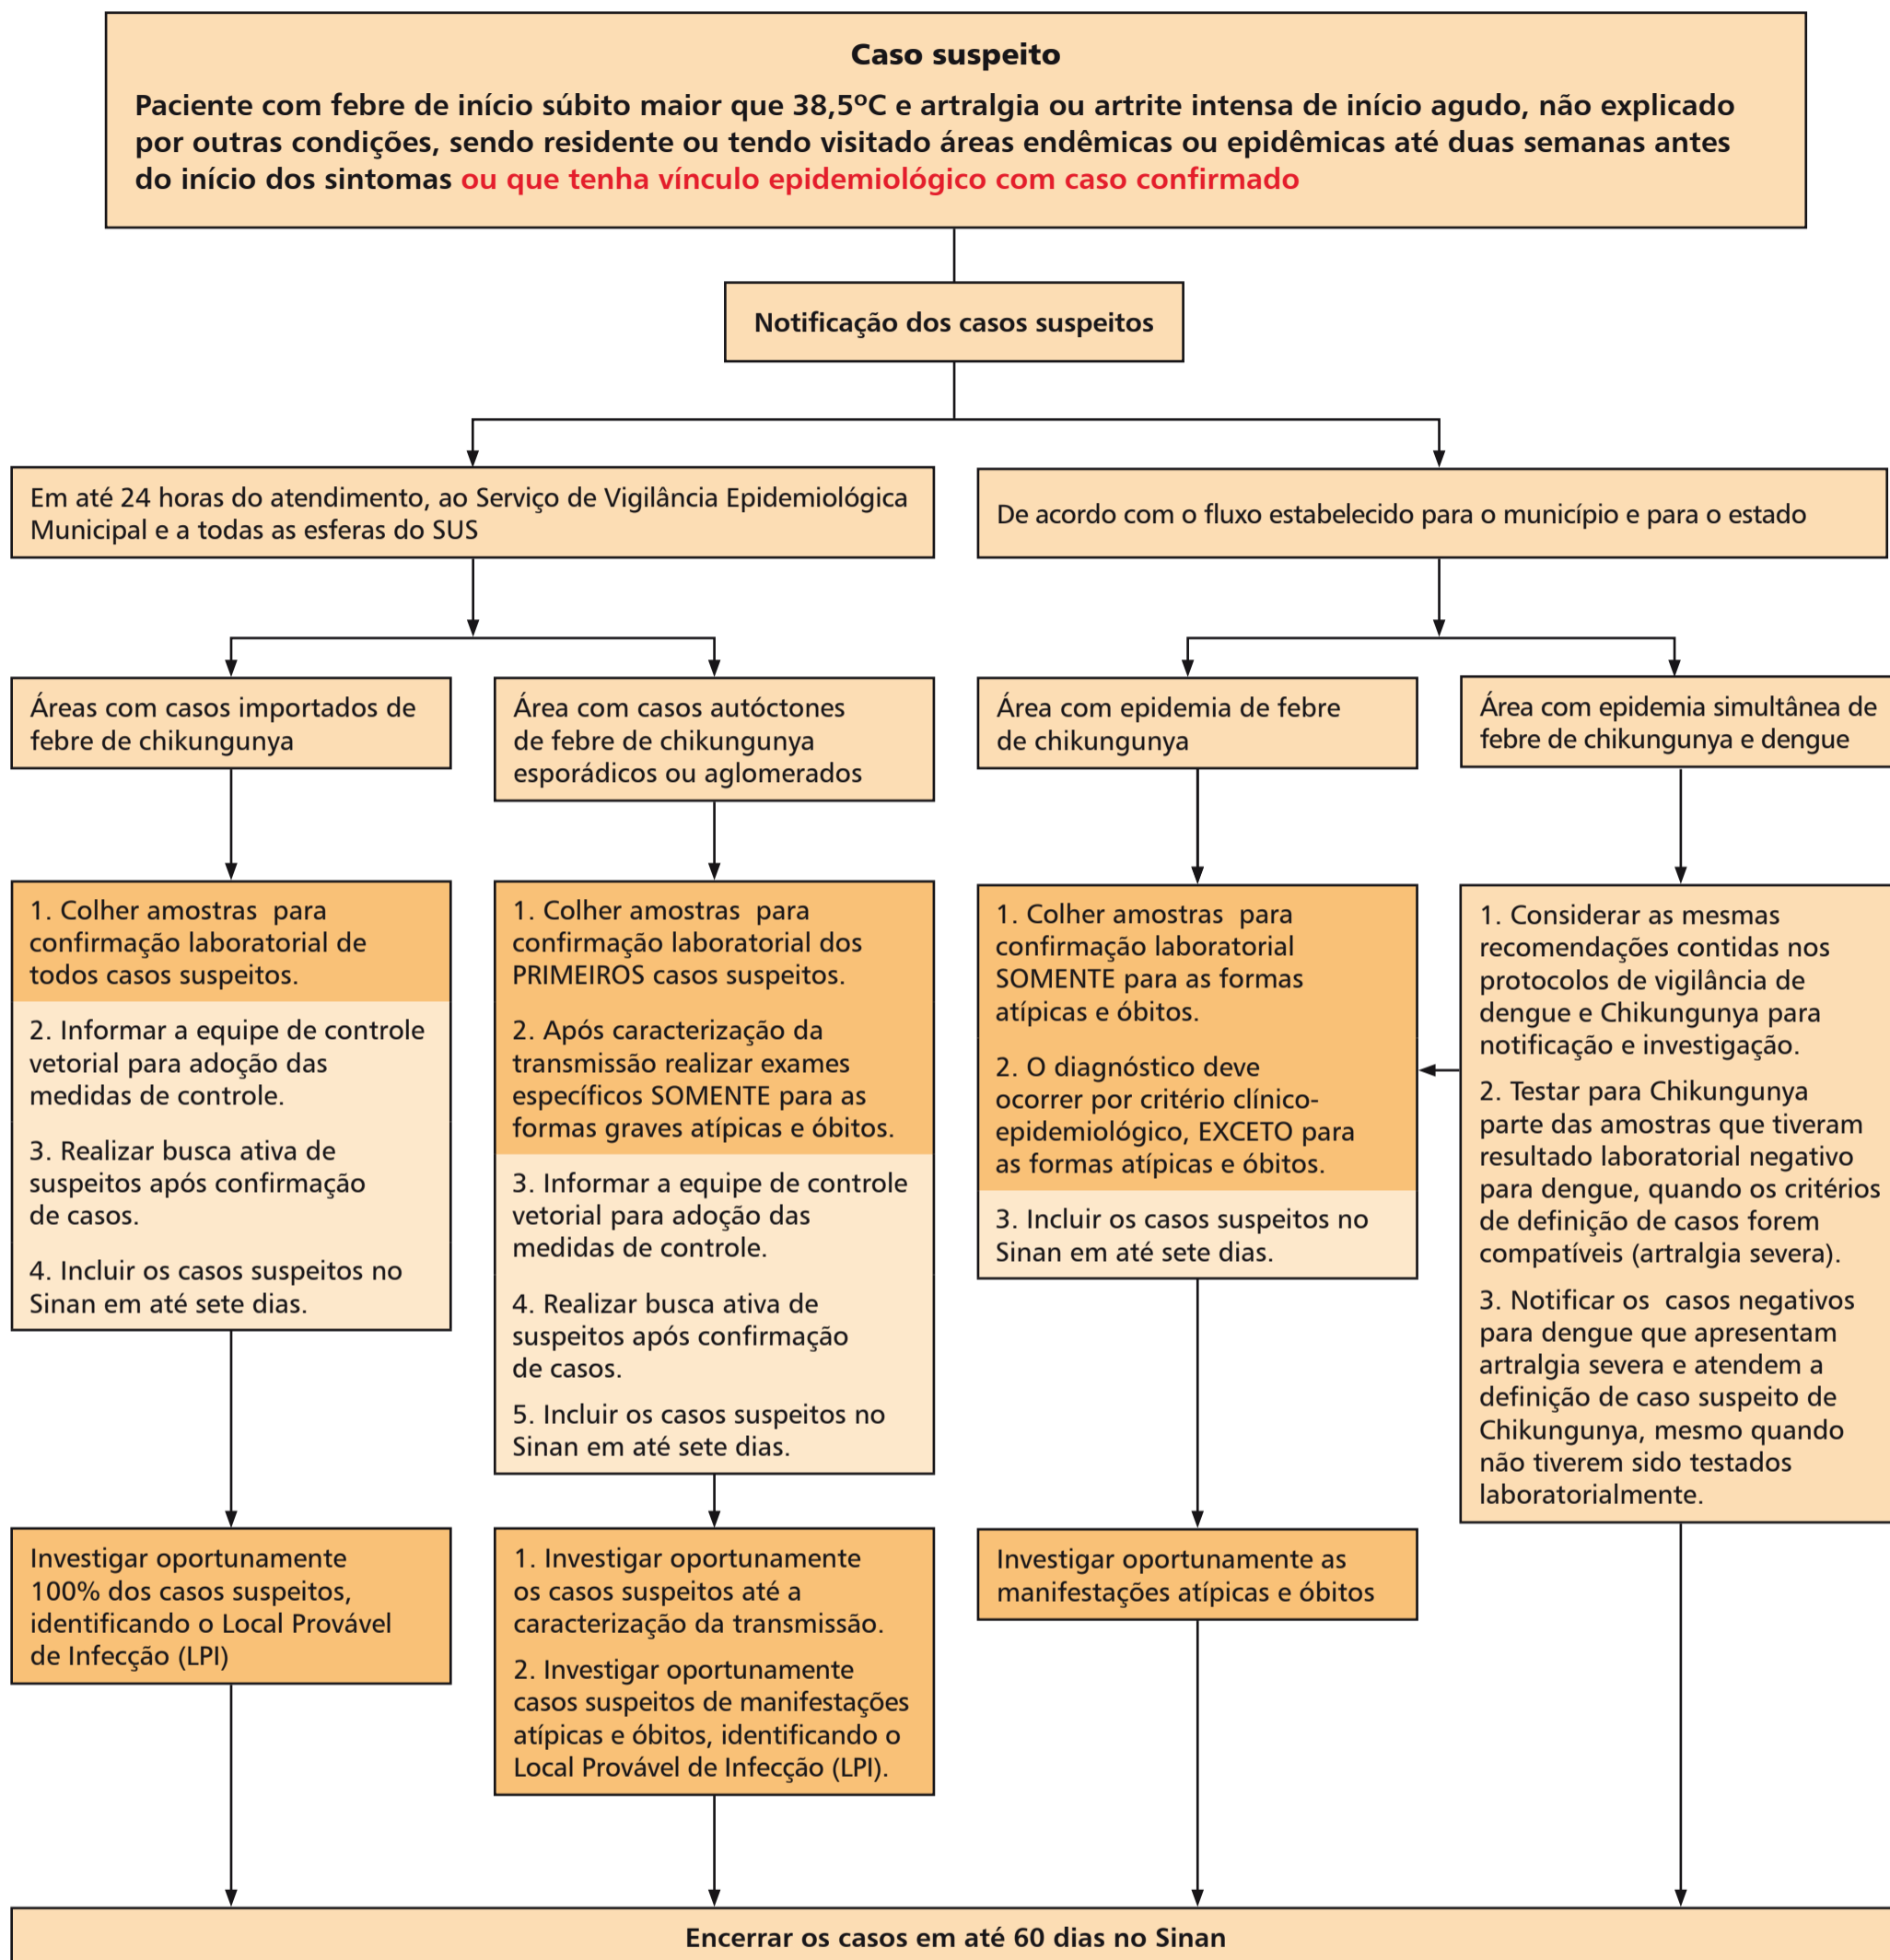 Caso suspeito
Paciente com febre de início súbito maior que 38,5ºC e artralgia ou artrite intensa de início agudo, não explicado
por outras condições, sendo residente ou tendo visitado áreas endêmicas ou epidêmicas até duas semanas antes
do início dos sintomas ou que tenha vínculo epidemiológico com caso confirmado
Notificação dos casos suspeitos
Em até 24 horas do atendimento, ao Serviço de Vigilância Epidemiológica
Municipal e a todas as esferas do SUS
De acordo com o fluxo estabelecido para o município e para o estado
Áreas com casos importados de
febre de chikungunya
Área com casos autóctones
de febre de chikungunya
esporádicos ou aglomerados
Área com epidemia de febre
de chikungunya
Área com epidemia simultânea de
febre de chikungunya e dengue
1. Colher amostras para
confirmação laboratorial de
todos casos suspeitos.
2. Informar a equipe de controle
vetorial para adoção das
medidas de controle.
3. Realizar busca ativa de
suspeitos após confirmação
de casos.
4. Incluir os casos suspeitos no
Sinan em até sete dias.
1. Colher amostras para
confirmação laboratorial dos
PRIMEIROS casos suspeitos.
2. Após caracterização da
transmissão realizar exames
específicos SOMENTE para as
formas graves atípicas e óbitos.
3. Informar a equipe de controle
vetorial para adoção das
medidas de controle.
4. Realizar busca ativa de
suspeitos após confirmação
de casos.
5. Incluir os casos suspeitos no
Sinan em até sete dias.
1. Colher amostras para
confirmação laboratorial
SOMENTE para as formas
atípicas e óbitos.
2. O diagnóstico deve
ocorrer por critério clínico-
epidemiológico, EXCETO para
as formas atípicas e óbitos.
3. Incluir os casos suspeitos no
Sinan em até sete dias.
1. Considerar as mesmas
recomendações contidas nos
protocolos de vigilância de
dengue e Chikungunya para
notificação e investigação.
2. Testar para Chikungunya
parte das amostras que tiveram
resultado laboratorial negativo
para dengue, quando os critérios
de definição de casos forem
compatíveis (artralgia severa).
3. Notificar os casos negativos
para dengue que apresentam
artralgia severa e atendem a
definição de caso suspeito de
Chikungunya, mesmo quando
não tiverem sido testados
laboratorialmente.
Investigar oportunamente
100% dos casos suspeitos,
identificando o Local Provável
de Infecção (LPI)
1. Investigar oportunamente
os casos suspeitos até a
caracterização da transmissão.
2. Investigar oportunamente
casos suspeitos de manifestações
atípicas e óbitos, identificando o
Local Provável de Infecção (LPI).
Investigar oportunamente as
manifestações atípicas e óbitos
Encerrar os casos em até 60 dias no Sinan